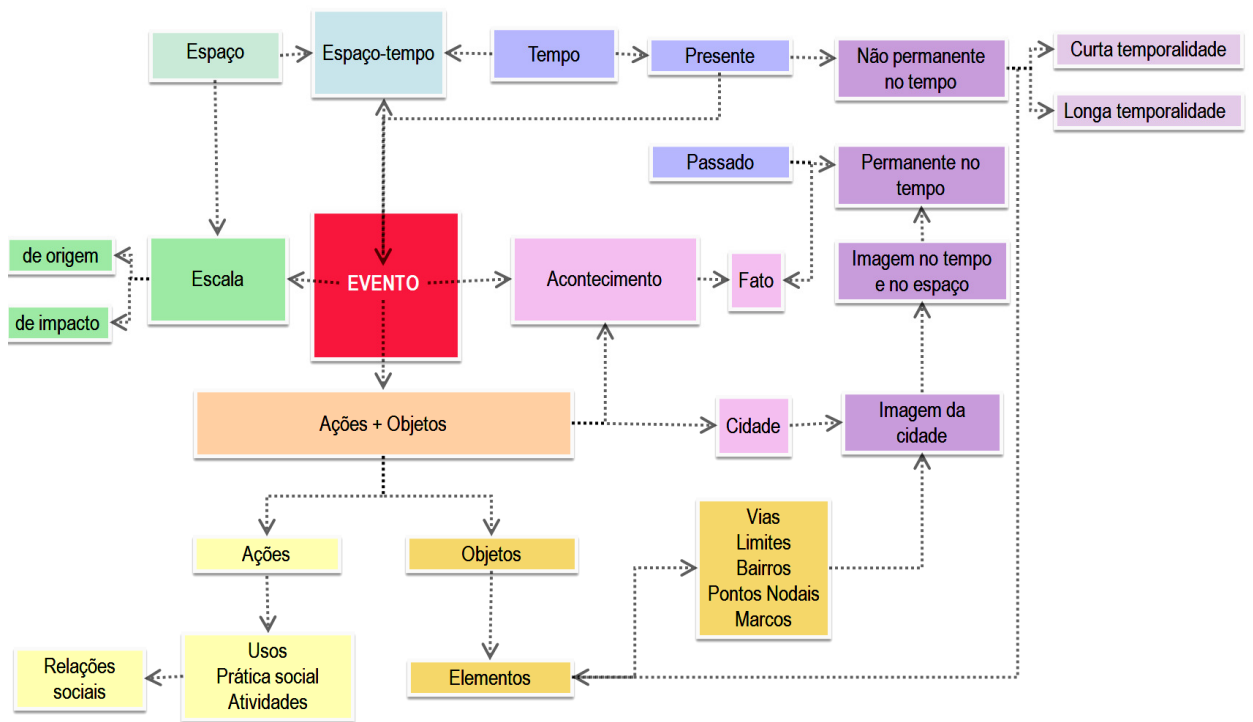 Espaço
Espaço-tempo
Tempo
Presente
Não permanente
no tempo
Curta temporalidade
Longa temporalidade
Passado
Permanente no
tempo
de origem
de impacto
Escala
EVENTO
Acontecimento
Fato
Imagem no tempo
e no espaço
Ações + Objetos
Cidade
Imagem da
cidade
Ações
Objetos
Vias
Limites
Bairros
Pontos Nodais
Marcos
Relações
sociais
Usos
Prática social
Atividades
Elementos